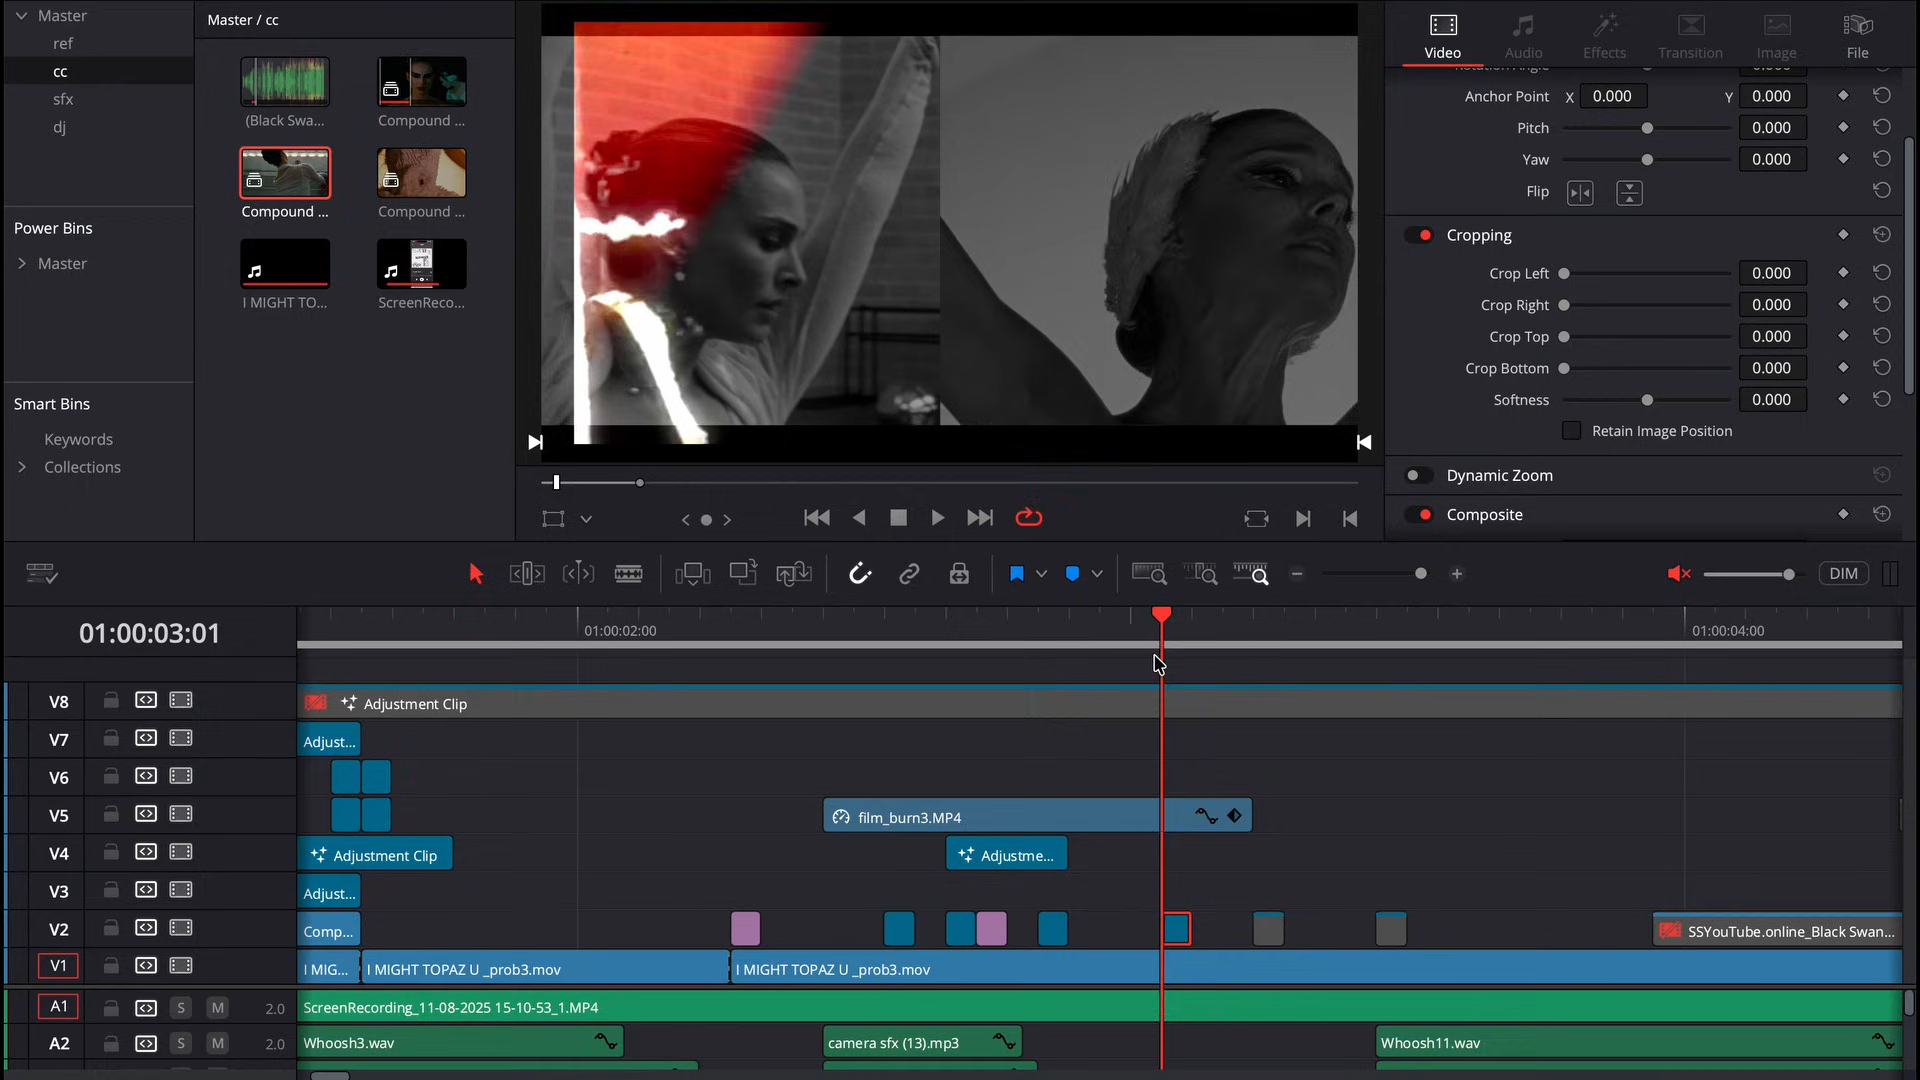 Master
ref
cc
sfx
dj
Power Bins
Master
Smart Bins
Keywords
Collections
Master / cc
(Black Swa...
Compound ...
Compound ...
Compound ...
I MIGHT TO...
ScreenReco...
Video
Audio
Effects
Transition
Image
File
Rotation Angle
0.000
Anchor Point X 0.000 Y 0.000
Pitch 0.000
Yaw 0.000
Flip
Cropping
Crop Left 0.000
Crop Right 0.000
Crop Top 0.000
Crop Bottom 0.000
Softness 0.000
Retain Image Position
Dynamic Zoom
Composite
DIM
01:00:03:01
01:00:02:00
01:00:04:00
V8
Adjustment Clip
V7
Adjust...
V6
V5
film_burn3.MP4
V4
Adjustment Clip
Adjustme...
V3
Adjust...
V2
Comp...
SSYouTube.online_Black Swan...
V1
I MIG...
I MIGHT TOPAZ U _prob3.mov
I MIGHT TOPAZ U _prob3.mov
A1
S M 2.0
ScreenRecording_11-08-2025 15-10-53_1.MP4
A2
S M 2.0
Whoosh3.wav
camera sfx (13).mp3
Whoosh11.wav